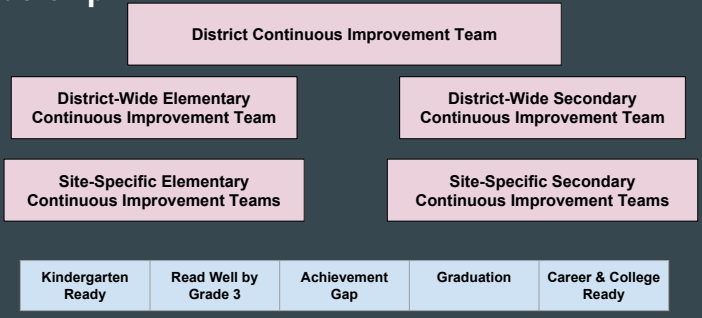 District Continuous Improvement Team
District-Wide Elementary
Continuous Improvement Team
District-Wide Secondary
Continuous Improvement Team
Site-Specific Elementary
Continuous Improvement Teams
Site-Specific Secondary
Continuous Improvement Teams
Kindergarten
Ready
Read Well by
Grade 3
Achievement
Gap
Graduation
Career & College
Ready